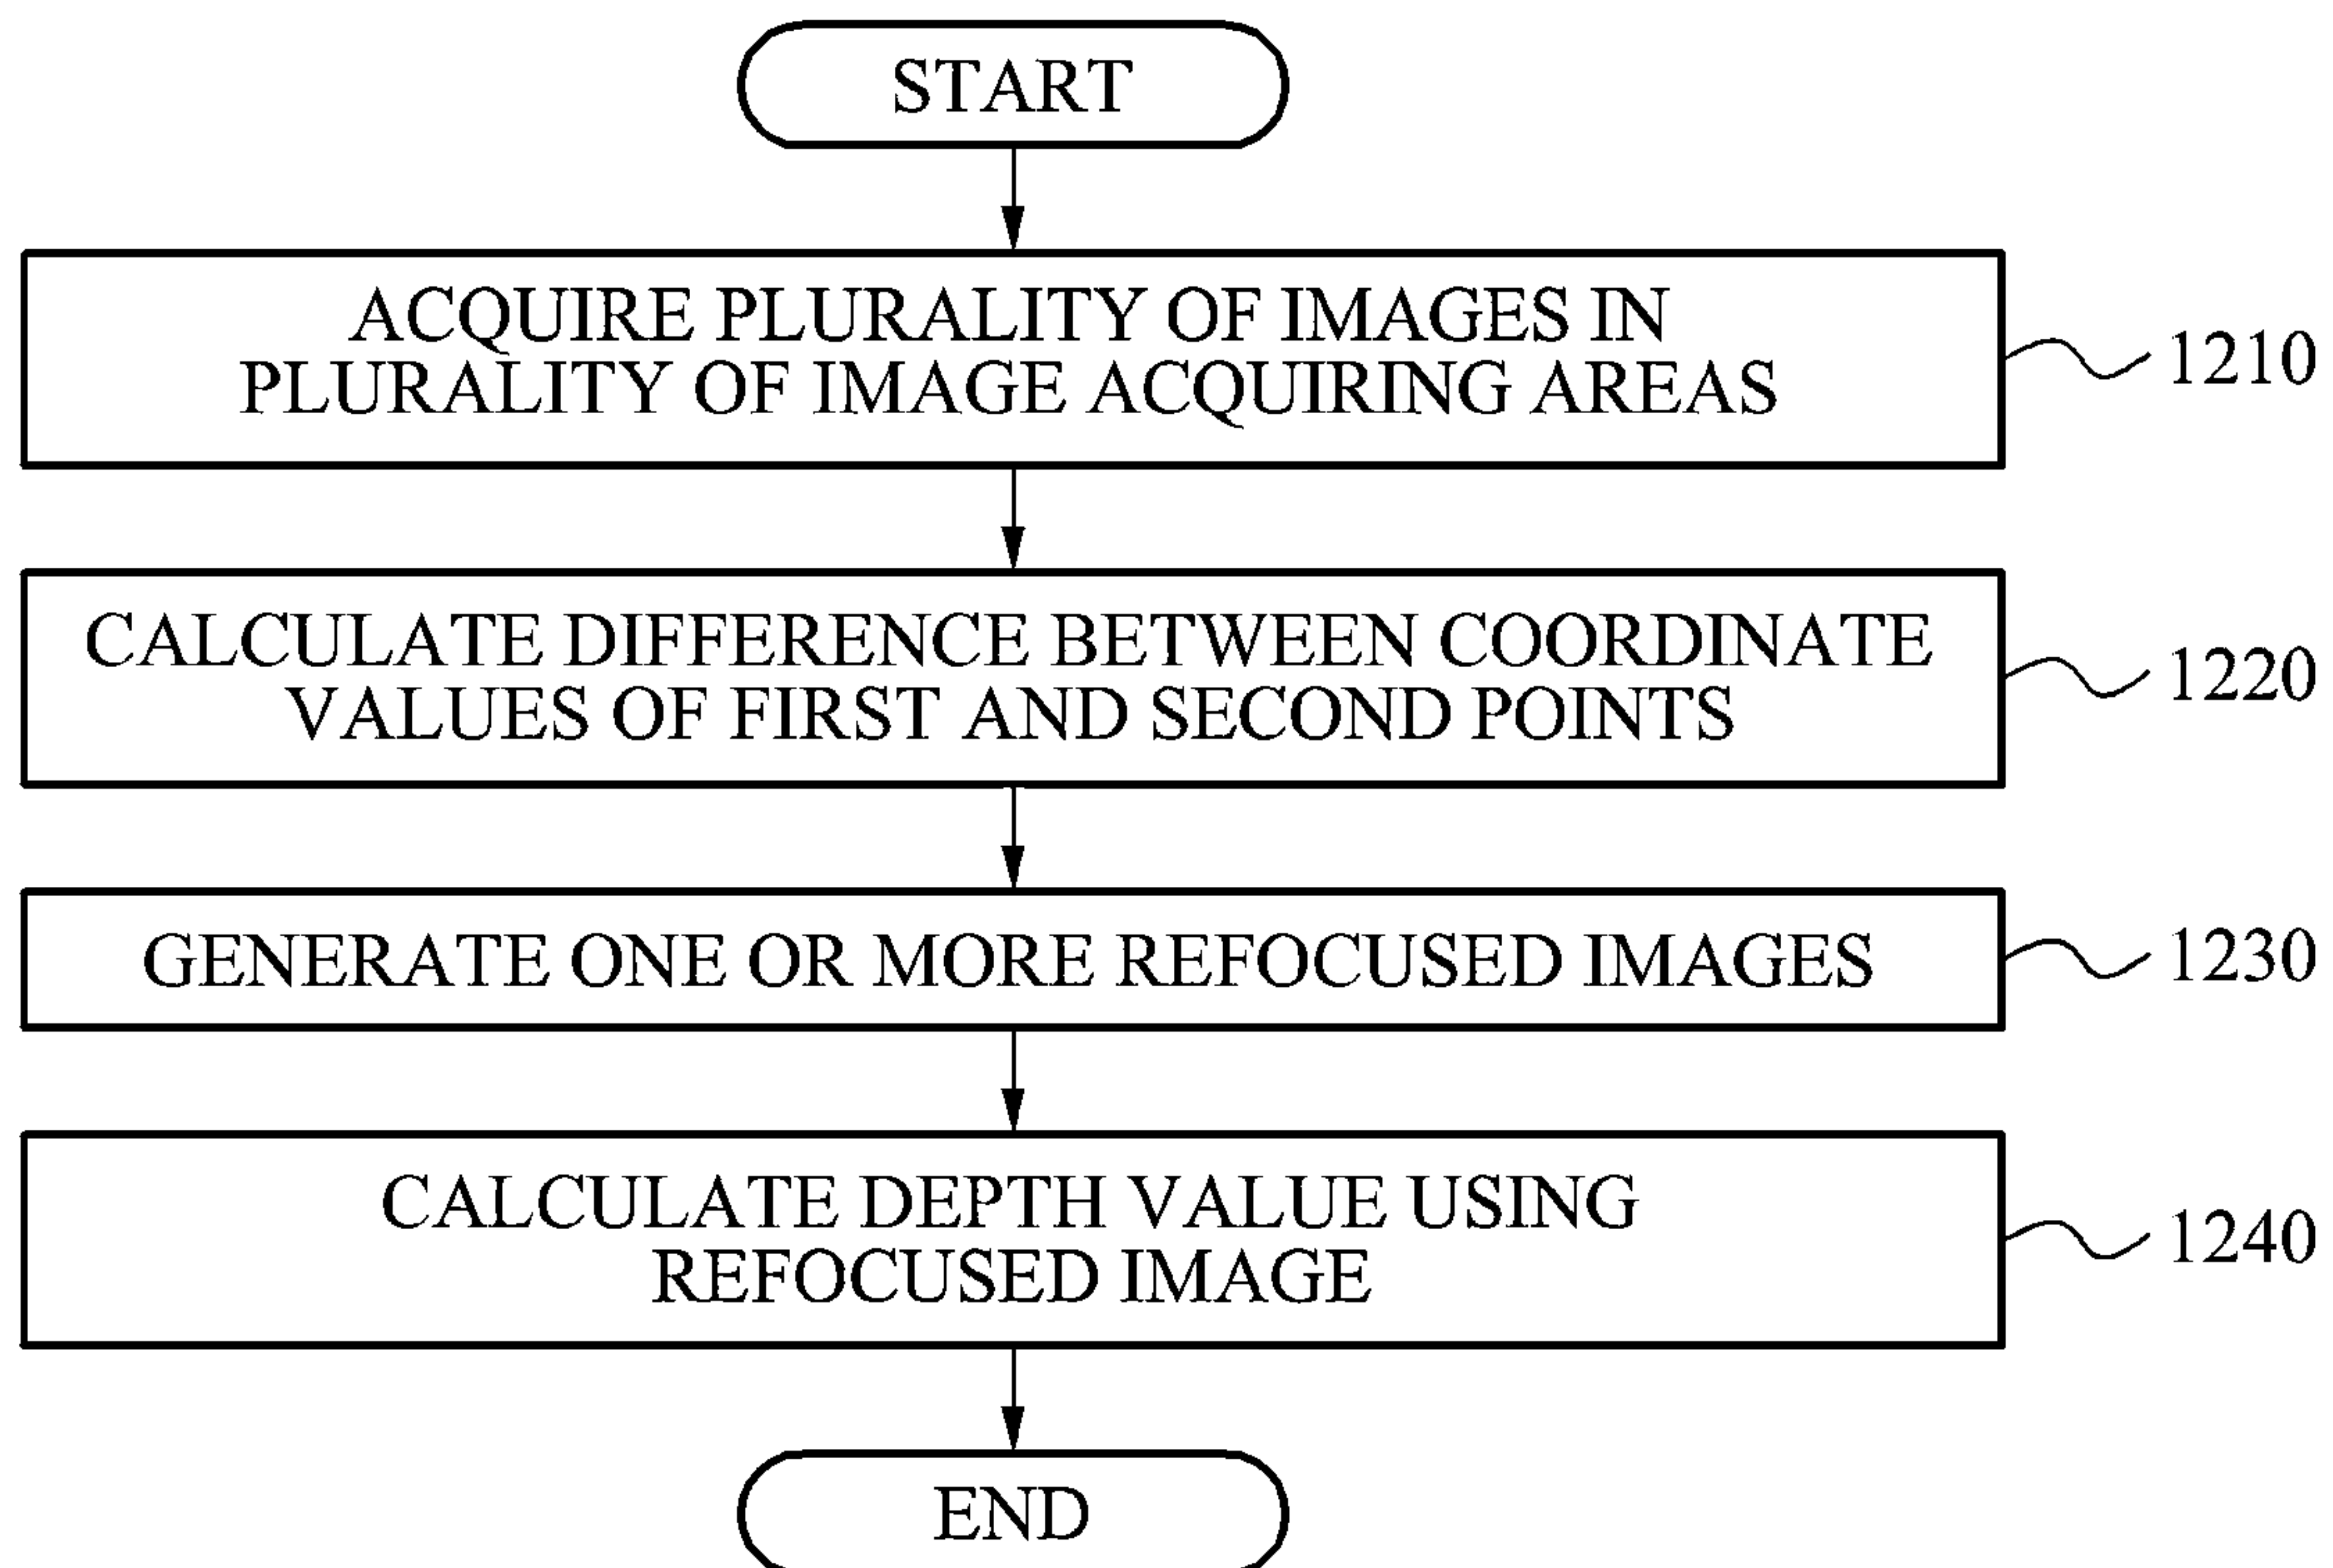 START
ACQUIRE PLURALITY OF IMAGES IN
PLURALITY OF IMAGE ACQUIRING AREAS
1210
CALCULATE DIFFERENCE BETWEEN COORDINATE
VALUES OF FIRST AND SECOND POINTS
1220
GENERATE ONE OR MORE REFOCUSED IMAGES
1230
CALCULATE DEPTH VALUE USING
REFOCUSED IMAGE
1240
END